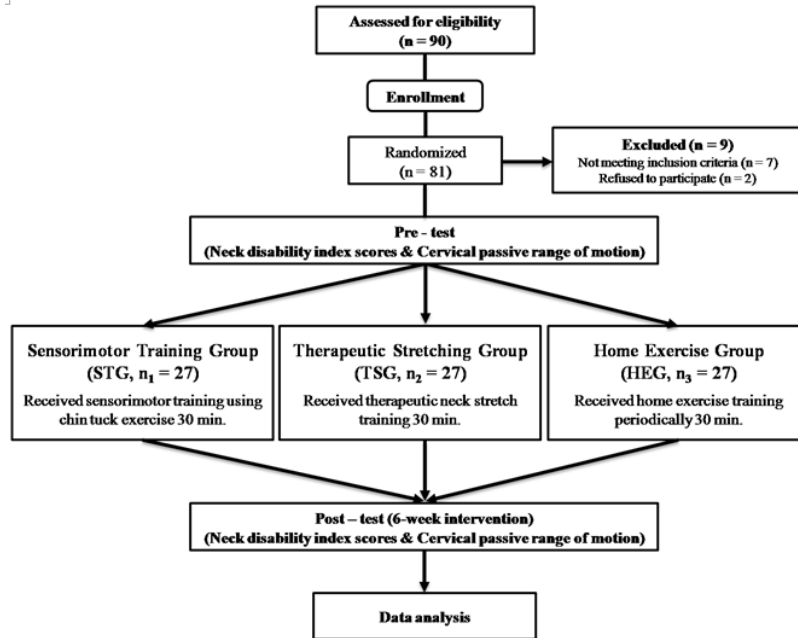 Assessed for eligibility
(n = 90)
Enrollment
Randomized
(n = 81)
Excluded (n = 9)
Not meeting inclusion criteria (n = 7)
Refused to participate (n = 2)
Pre - test
(Neck disability index scores & Cervical passive range of motion)
Sensorimotor Training Group
(STG, n₁ = 27)
Received sensorimotor training using
chin tuck exercise 30 min.
Therapeutic Stretching Group
(TSG, n₂ = 27)
Received therapeutic neck stretch
training 30 min.
Home Exercise Group
(HEG, n₃ = 27)
Received home exercise training
periodically 30 min.
Post – test (6-week intervention)
(Neck disability index scores & Cervical passive range of motion)
Data analysis